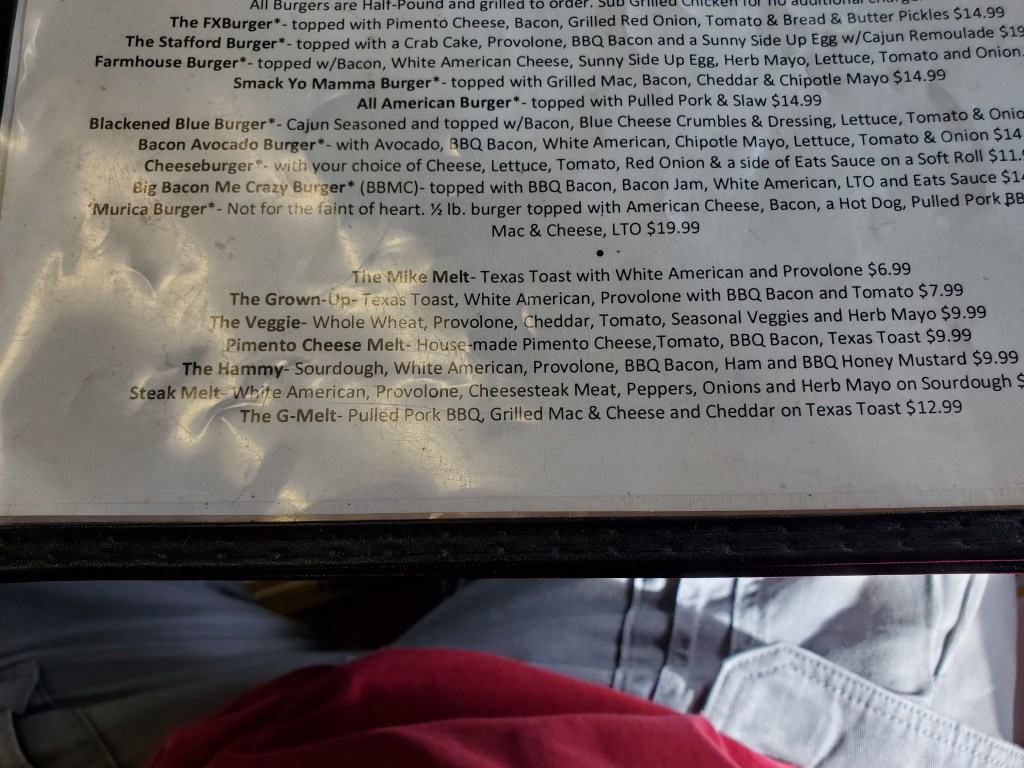 All Burgers are Half-Pound and grilled to order. Sub Grilled Chicken for no additional charge.
The FXBurger*- topped with Pimento Cheese, Bacon, Grilled Red Onion, Tomato & Bread & Butter Pickles $14.99
The Stafford Burger*- topped with a Crab Cake, Provolone, BBQ Bacon and a Sunny Side Up Egg w/Cajun Remoulade $19
Farmhouse Burger*- topped w/Bacon, White American Cheese, Sunny Side Up Egg, Herb Mayo, Lettuce, Tomato and Onion
Smack Yo Mamma Burger*- topped with Grilled Mac, Bacon, Cheddar & Chipotle Mayo $14.99
All American Burger*- topped with Pulled Pork & Slaw $14.99
Blackened Blue Burger*- Cajun Seasoned and topped w/Bacon, Blue Cheese Crumbles & Dressing, Lettuce, Tomato & Onio
Bacon Avocado Burger*- with Avocado, BBQ Bacon, White American, Chipotle Mayo, Lettuce, Tomato & Onion $14
Cheeseburger*- with your choice of Cheese, Lettuce, Tomato, Red Onion & a side of Eats Sauce on a Soft Roll $11.
Big Bacon Me Crazy Burger* (BBMC)- topped with BBQ Bacon, Bacon Jam, White American, LTO and Eats Sauce $14
'Murica Burger*- Not for the faint of heart. ½ lb. burger topped with American Cheese, Bacon, a Hot Dog, Pulled Pork BB
Mac & Cheese, LTO $19.99
The Mike Melt- Texas Toast with White American and Provolone $6.99
The Grown-Up- Texas Toast, White American, Provolone with BBQ Bacon and Tomato $7.99
The Veggie- Whole Wheat, Provolone, Cheddar, Tomato, Seasonal Veggies and Herb Mayo $9.99
Pimento Cheese Melt- House-made Pimento Cheese,Tomato, BBQ Bacon, Texas Toast $9.99
The Hammy- Sourdough, White American, Provolone, BBQ Bacon, Ham and BBQ Honey Mustard $9.99
Steak Melt- White American, Provolone, Cheesesteak Meat, Peppers, Onions and Herb Mayo on Sourdough $
The G-Melt- Pulled Pork BBQ, Grilled Mac & Cheese and Cheddar on Texas Toast $12.99